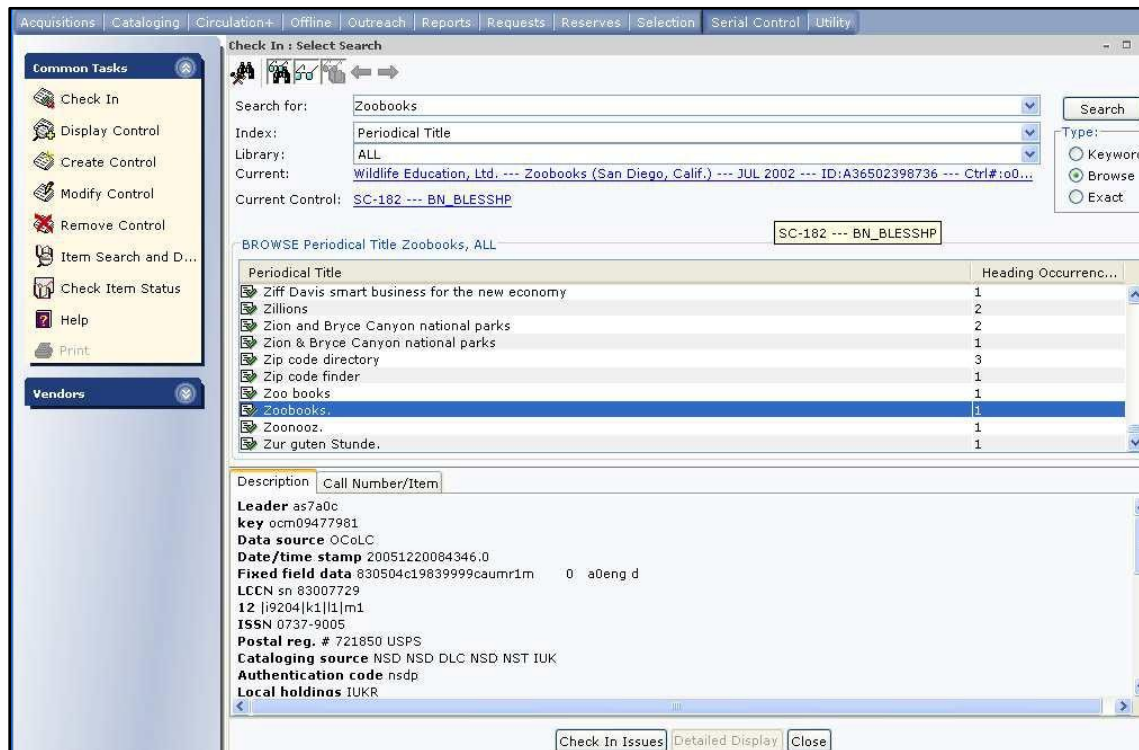 Acquisitions Cataloging Circulation+ Offline Outreach Reports Requests Reserves Selection Serial Control Utility
Check In : Select Search
Common Tasks
Check In
Display Control
Create Control
Modify Control
Remove Control
Item Search and D...
Check Item Status
Help
Print
Vendors
Search for: Zoobooks Search
Index: Periodical Title Type:
Library: ALL Keyword
Current: Wildlife Education, Ltd. --- Zoobooks (San Diego, Calif.) --- JUL 2002 --- ID:A36502398736 --- Ctrl#:o0... Browse
Current Control: SC-182 --- BN_BLESSHP Exact
SC-182 --- BN_BLESSHP
BROWSE Periodical Title Zoobooks, ALL
Periodical Title Heading Occurrenc...
Ziff Davis smart business for the new economy 1
Zillions 2
Zion and Bryce Canyon national parks 2
Zion & Bryce Canyon national parks 1
Zip code directory 3
Zip code finder 1
Zoo books 1
Zoobooks. 1
Zoonooz. 1
Zur guten Stunde. 1
Description Call Number/Item
Leader as7a0c
key ocm09477981
Data source OCoLC
Date/time stamp 20051220084346.0
Fixed field data 830504c19839999caumr1m 0 a0eng d
LCCN sn 83007729
12 |i9204|k1|l1|m1
ISSN 0737-9005
Postal reg. # 721850 USPS
Cataloging source NSD NSD DLC NSD NST IUK
Authentication code nsdp
Local holdings IUKR
Check In Issues Detailed Display Close